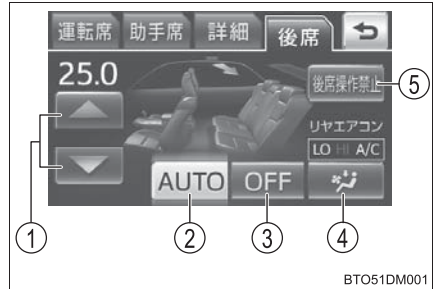 運転席 助手席 詳細 後席
25.0
後席操作禁止
⑤
リヤエアコン
LO HI A/C
①
AUTO OFF
② ③ ④
BTO51DM001